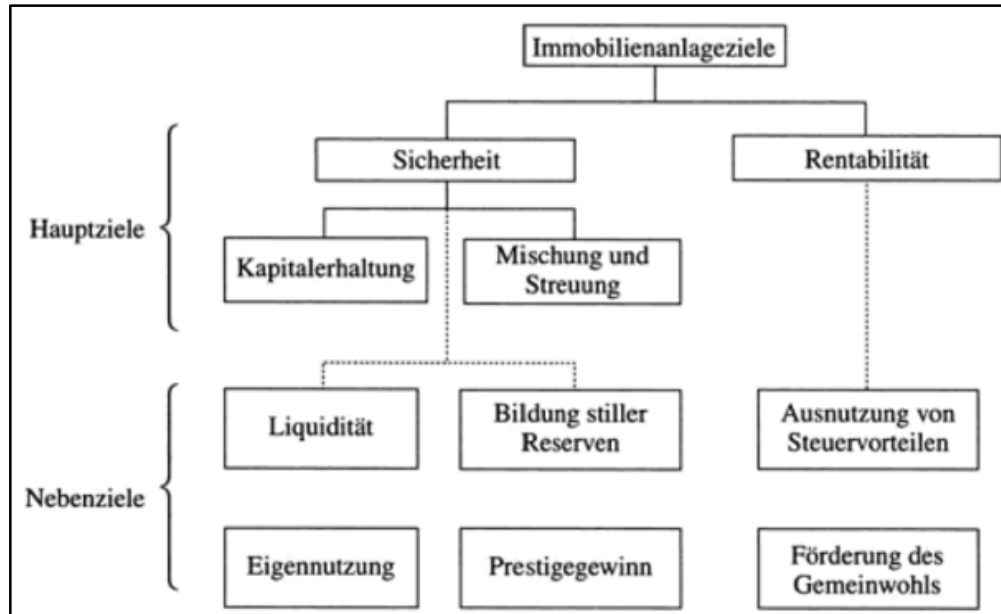 Immobilienanlageziele
Sicherheit
Rentabilität
Hauptziele
Kapitalerhaltung
Mischung und
Streuung
Liquidität
Bildung stiller
Reserven
Ausnutzung von
Steuervorteilen
Nebenziele
Eigennutzung
Prestigegewinn
Förderung des
Gemeinwohls